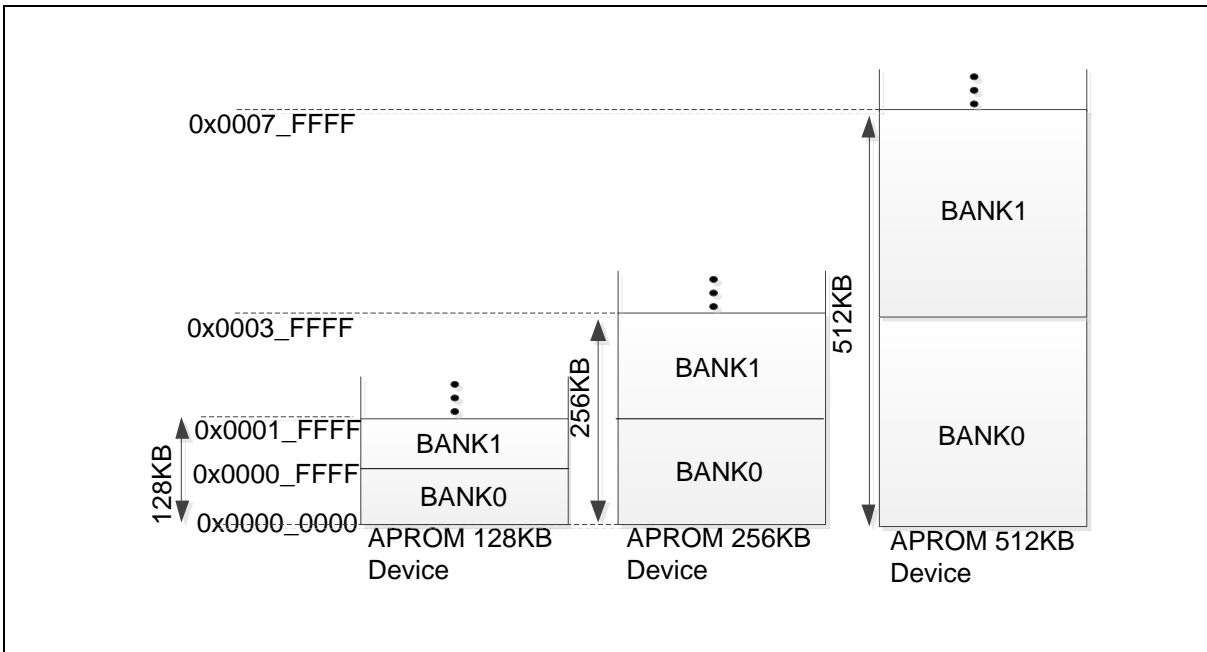 0x0007_FFFF
BANK1
512KB
0x0003_FFFF
BANK1
256KB
BANK0
0x0001_FFFF
BANK1
BANK0
128KB
0x0000_FFFF
BANK0
0x0000_0000
APROM 128KB
Device
APROM 256KB
Device
APROM 512KB
Device